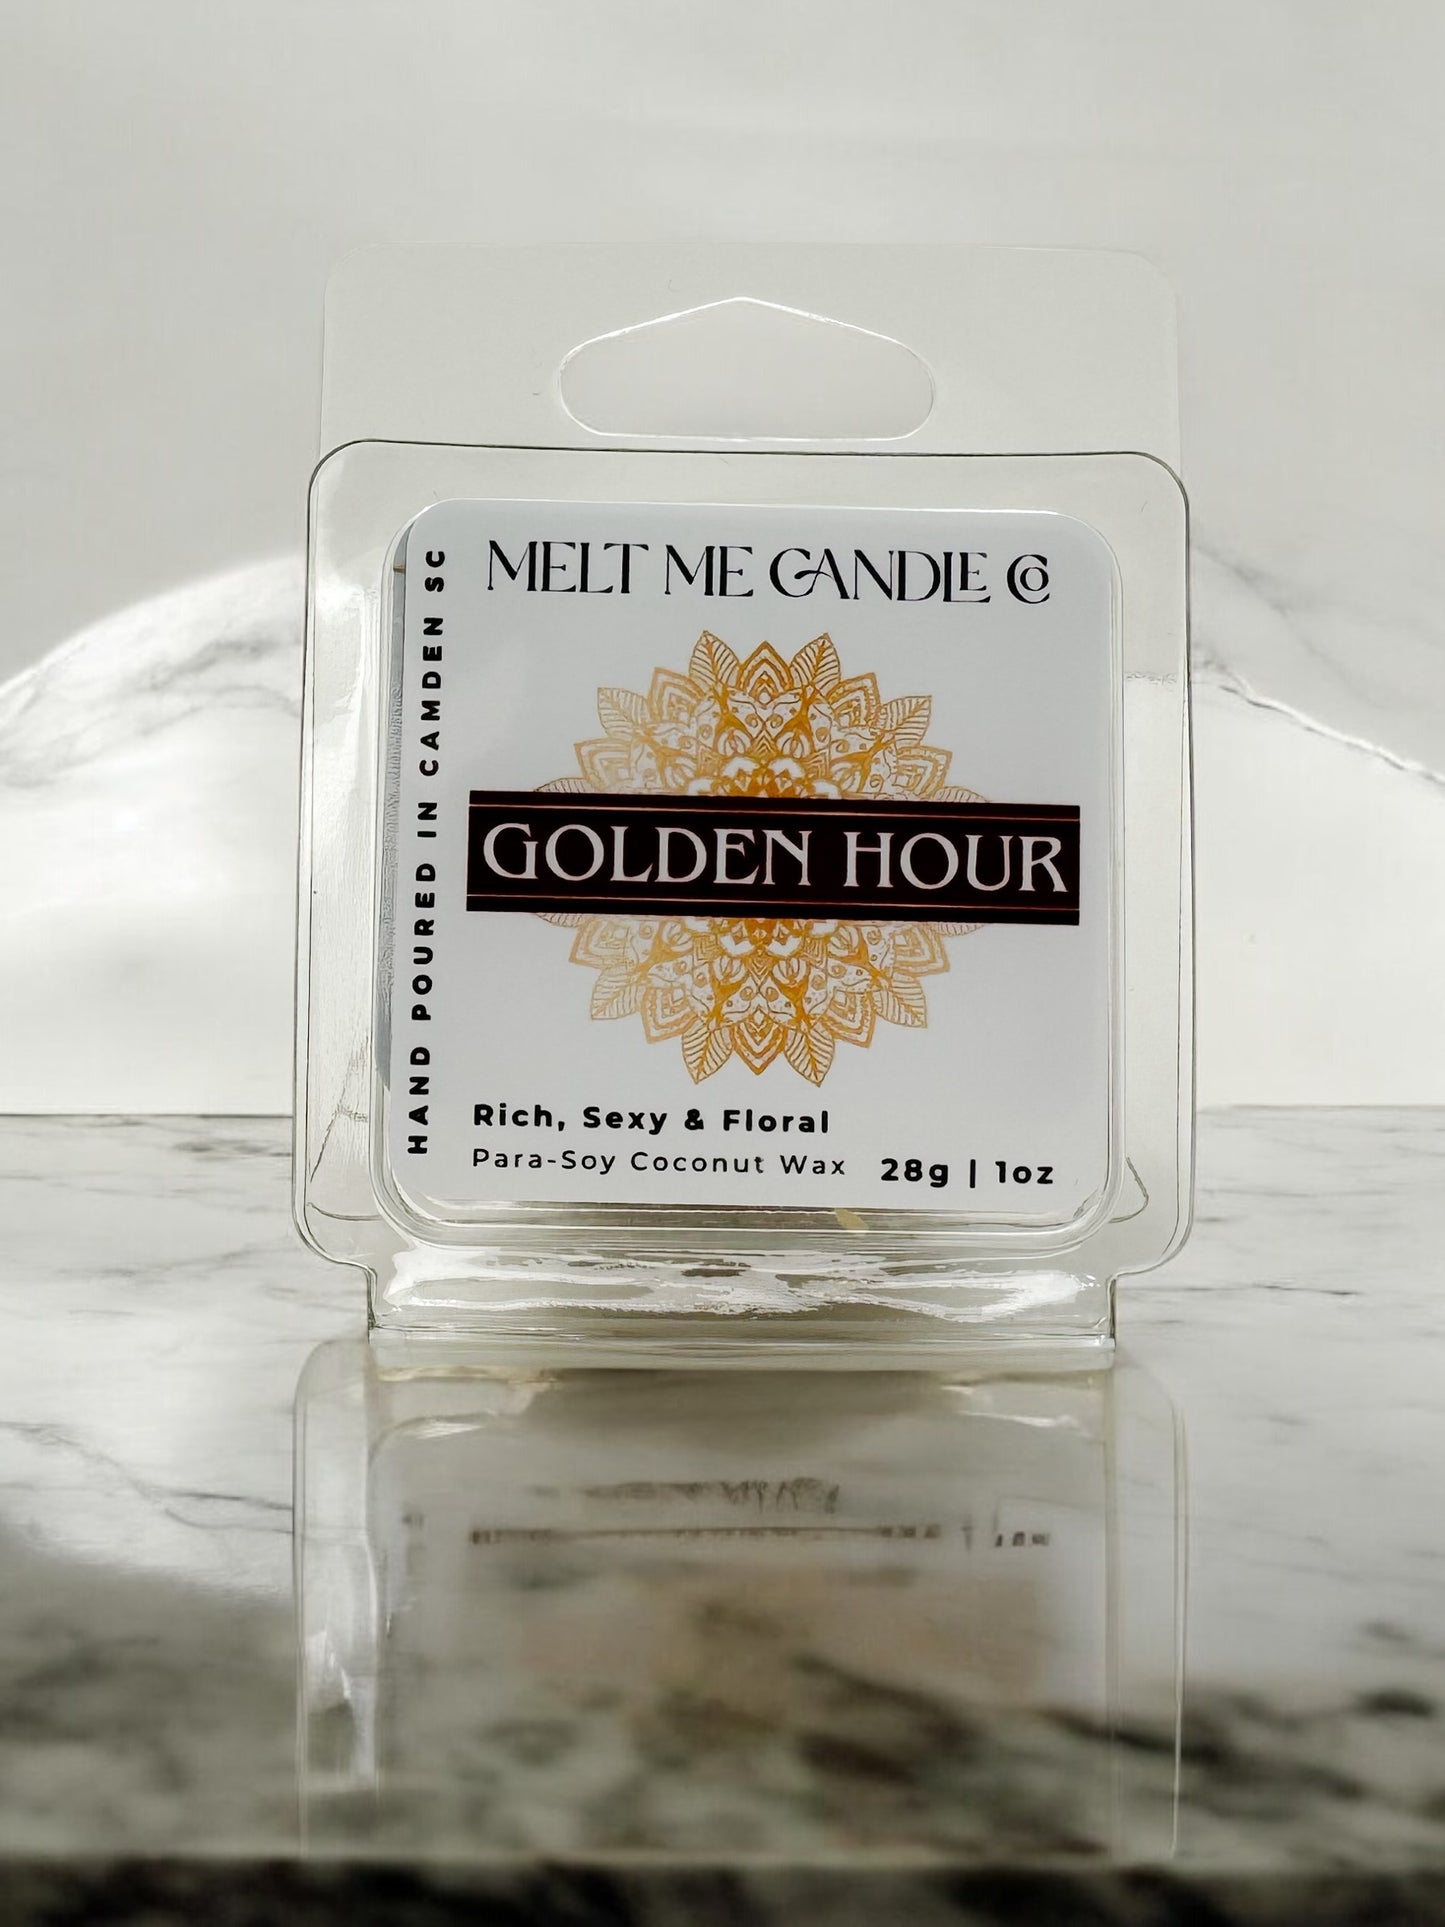 MELT ME CANDLE CO
HAND POURED IN CAMDEN SC
GOLDEN HOUR
Rich, Sexy & Floral
Para-Soy Coconut Wax 28g | 1oz